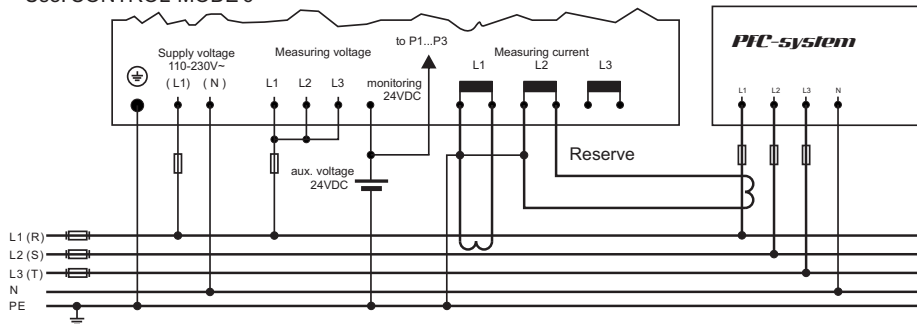 PFC-system
to P1...P3
Supply voltage
110-230V~
Measuring voltage
Measuring current
( L1)
( N )
L1
L2
L3
monitoring
24VDC
L1
L2
L3
L1
L2
L3
N
Reserve
aux. voltage
24VDC
L1 (R)
L2 (S)
L3 (T)
N
PE